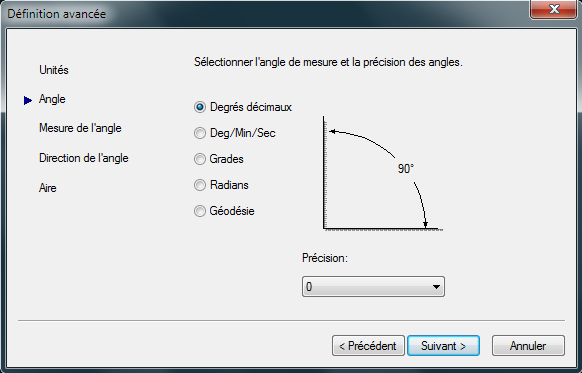 Définition avancée
Sélectionner l'angle de mesure et la précision des angles.
Unités
Angle
Mesure de l'angle
Direction de l'angle
Aire
Degrés décimaux
Deg/Min/Sec
Grades
Radians
Géodésie
90°
Précision:
0
< Précédent
Suivant >
Annuler